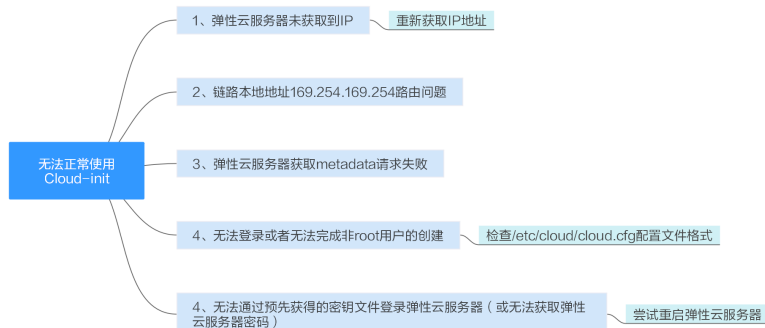 1、弹性云服务器未获取到IP
重新获取IP地址
2、链路本地地址169.254.169.254路由问题
无法正常使用
Cloud-init
3、弹性云服务器获取metadata请求失败
4、无法登录或者无法完成非root用户的创建
检查/etc/cloud/cloud.cfg配置文件格式
4、无法通过预先获得的密钥文件登录弹性云服务器（或无法获取弹性
云服务器密码）
尝试重启弹性云服务器